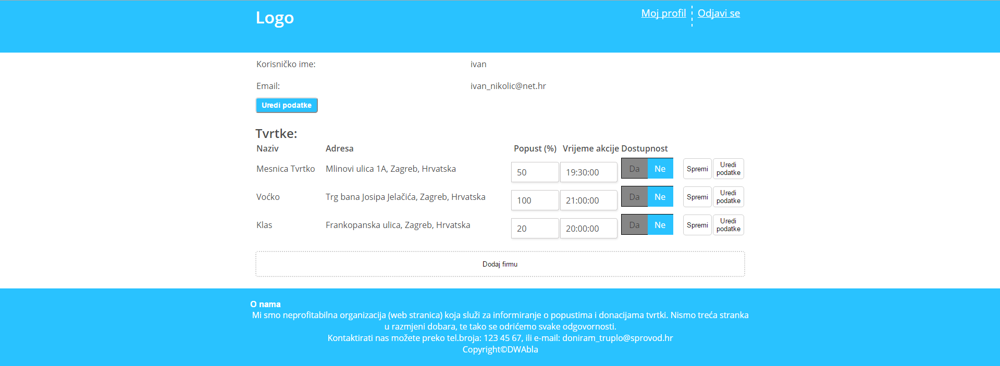 Logo
Moj profil Odjavi se
Korisničko ime: ivan
Email: ivan_nikolic@net.hr
Uredi podatke
Tvrtke:
Naziv Adresa Popust (%) Vrijeme akcije Dostupnost
Mesnica Tvrtko Mlinovi ulica 1A, Zagreb, Hrvatska 50 19:30:00 Da Ne Spremi Uredi podatke
Voćko Trg bana Josipa Jelačića, Zagreb, Hrvatska 100 21:00:00 Da Ne Spremi Uredi podatke
Klas Frankopanska ulica, Zagreb, Hrvatska 20 20:00:00 Da Ne Spremi Uredi podatke
Dodaj firmu
O nama
Mi smo neprofitabilna organizacija (web stranica) koja služi za informiranje o popustima i donacijama tvrtki. Nismo treća stranka
u razmjeni dobara, te tako se odrićemo svake odgovornosti.
Kontaktirati nas možete preko tel.broja: 123 45 67, ili e-mail: doniram_truplo@sprovod.hr
Copyright©DWAbla